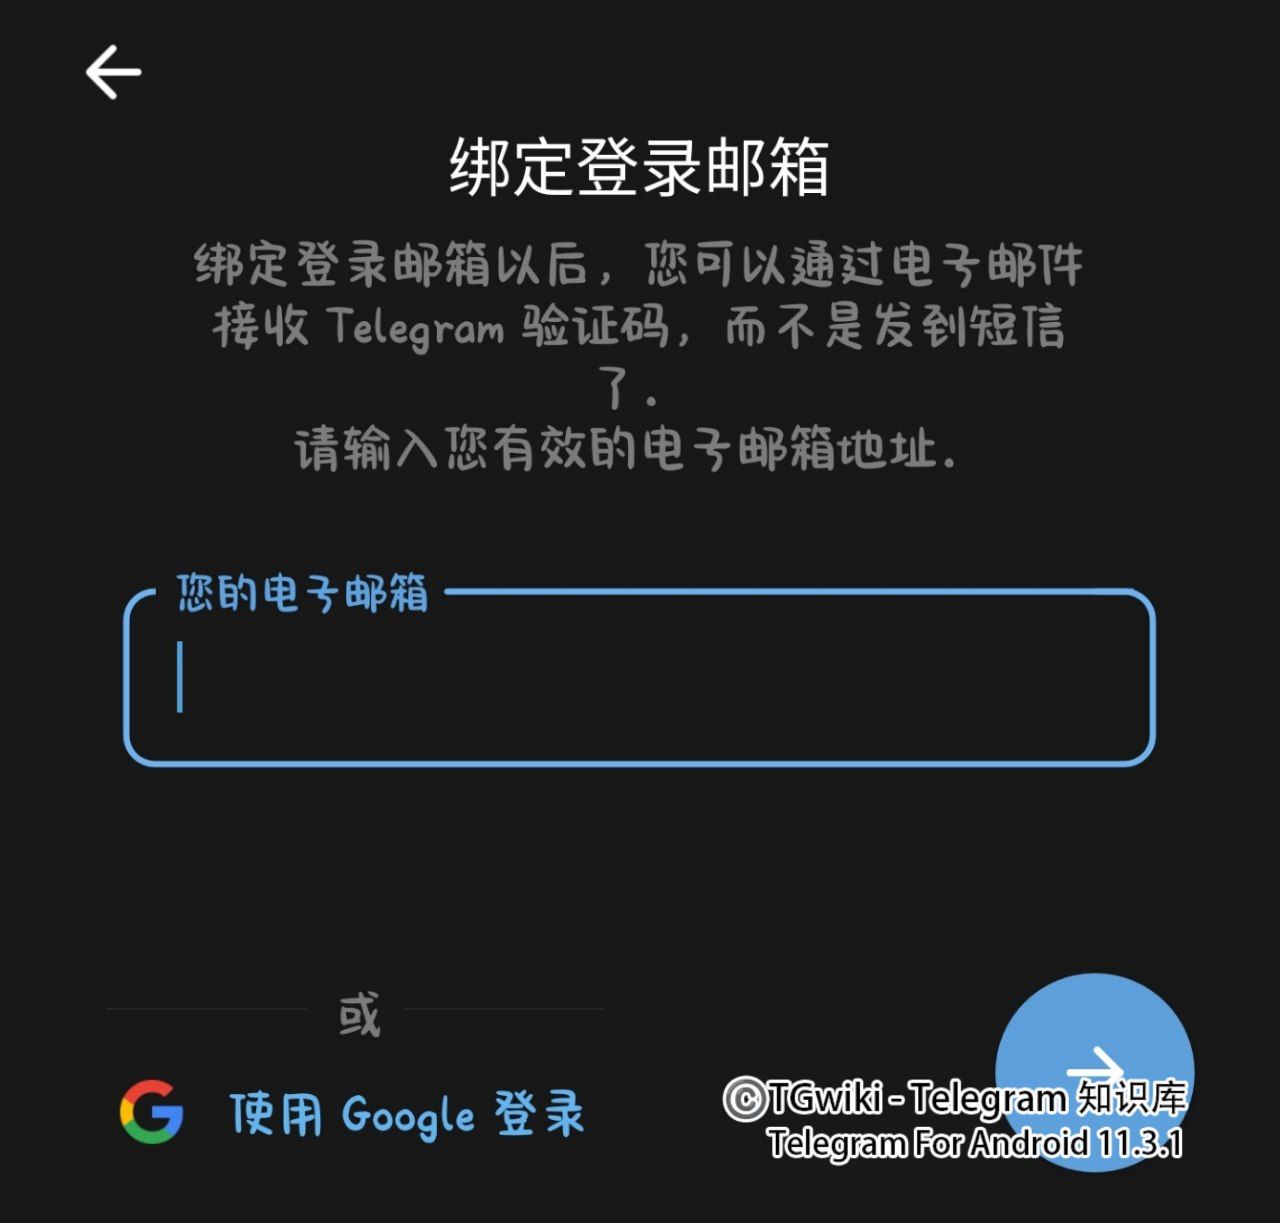 绑定登录邮箱
绑定登录邮箱以后，您可以通过电子邮件
接收 Telegram 验证码，而不是发到短信
了.
请输入您有效的电子邮箱地址.
您的电子邮箱
或
使用 Google 登录
©TGwiki - Telegram 知识库
Telegram For Android 11.3.1